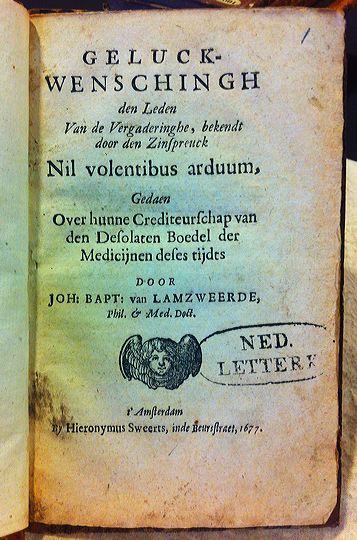 GELUCK-
WENSCHINGH
den Leden
Van de Vergaderinghe, bekendt
door den Zinſpreuck
Nil volentibus arduum,
Gedaen
Over hunne Crediteurſchap van
den Deſolaten Boedel der
Medicijnen deſes tijdts
DOOR
JOH: BAPT: van LAMZWEERDE,
Phil. & Med. Doct.
NED.
LETTERK
t'Amſterdam
By Hieronymus Sweerts, inde Beursſtraet, 1677.